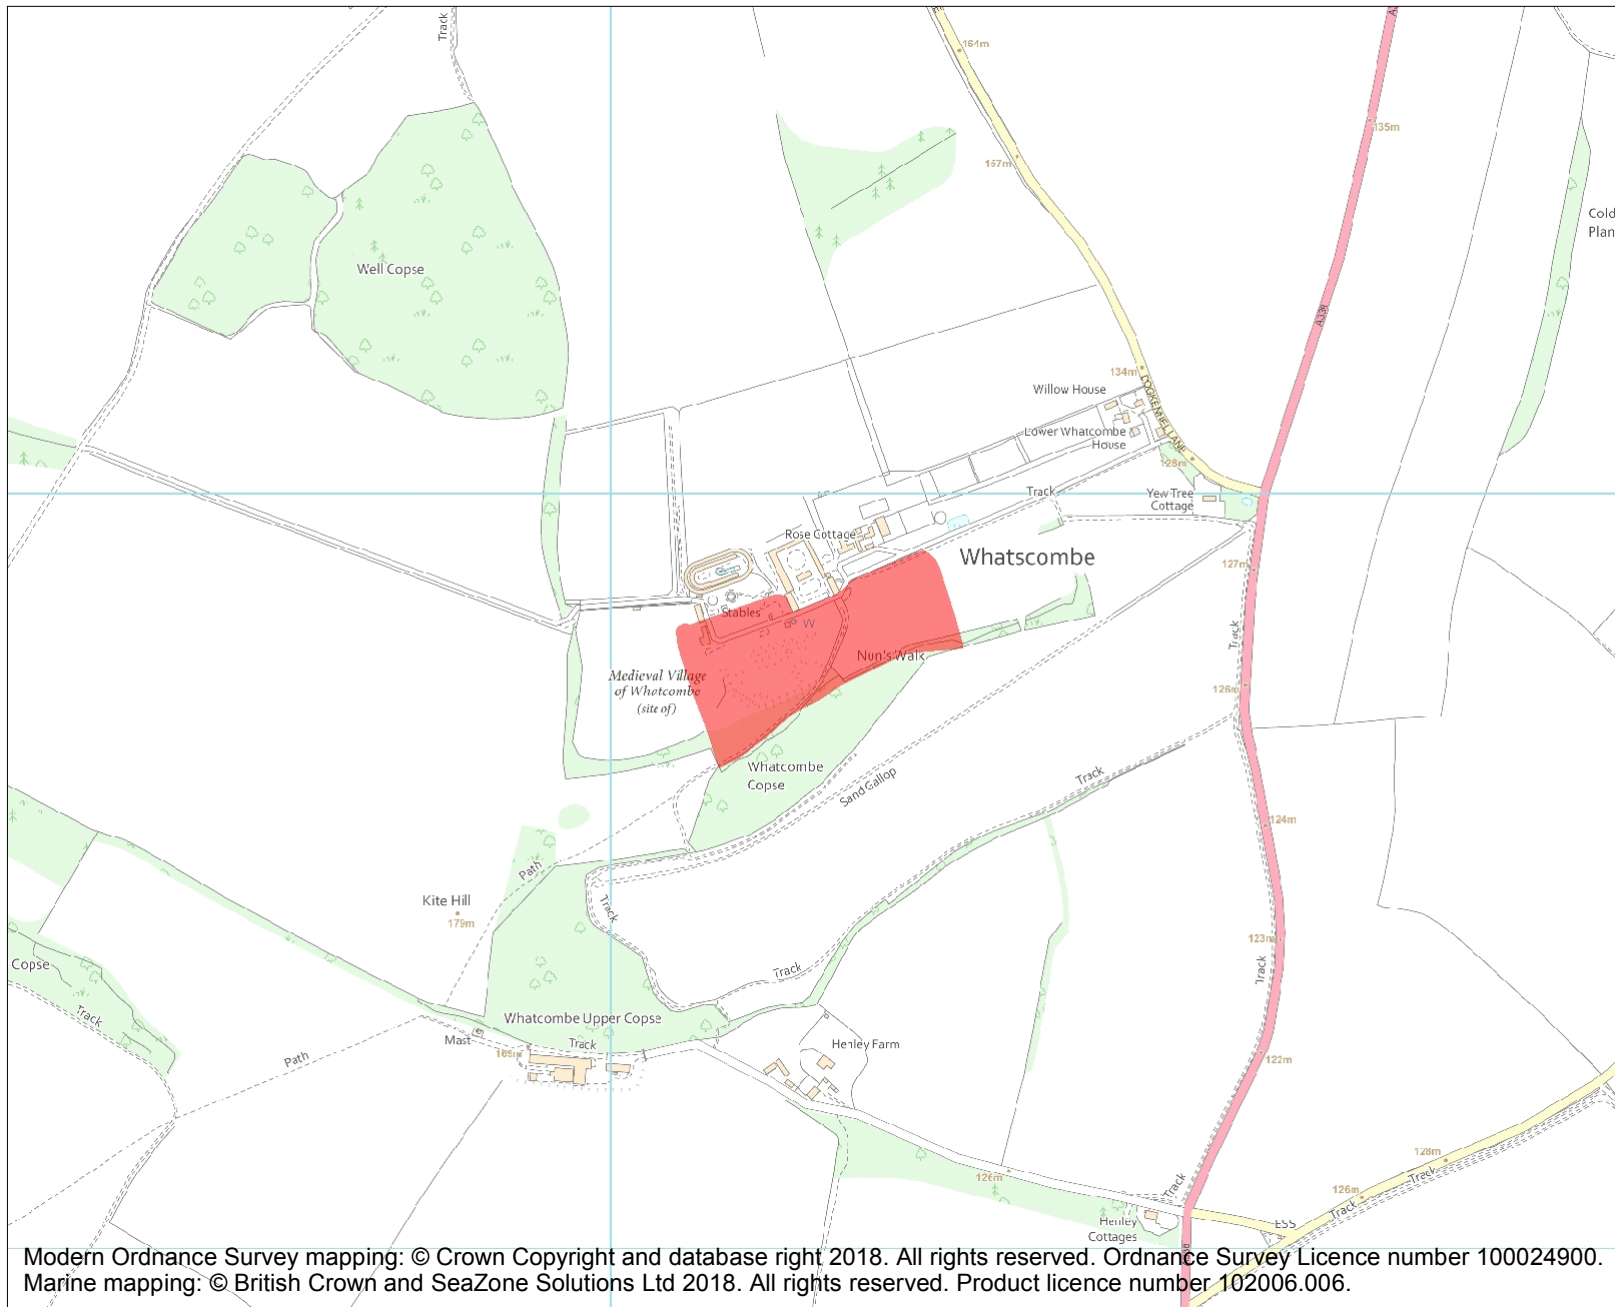 Track
164m
135m
157m
Cold
Plan
Well Copse
A338
134m
DOGKENNEL LANE
Willow House
Lower Whatcombe
House
128m
Track
Yew Tree
Cottage
Rose Cottage
Whatscombe
127m
Stables
W
Track
Nun's Walk
Medieval Village
of Whatcombe
(site of)
126m
Whatcombe
Copse
Sand Gallop
Track
124m
Path
Kite Hill
179m
Track
123m
Copse
Track
Track
Track
Whatcombe Upper Copse
Mast
Track
169m
Henley Farm
Path
122m
128m
Track
126m
Track
126m
Track
Henley
Cottages
ESS
Modern Ordnance Survey mapping: © Crown Copyright and database right 2018. All rights reserved. Ordnance Survey Licence number 100024900.
Marine mapping: © British Crown and SeaZone Solutions Ltd 2018. All rights reserved. Product licence number 102006.006.